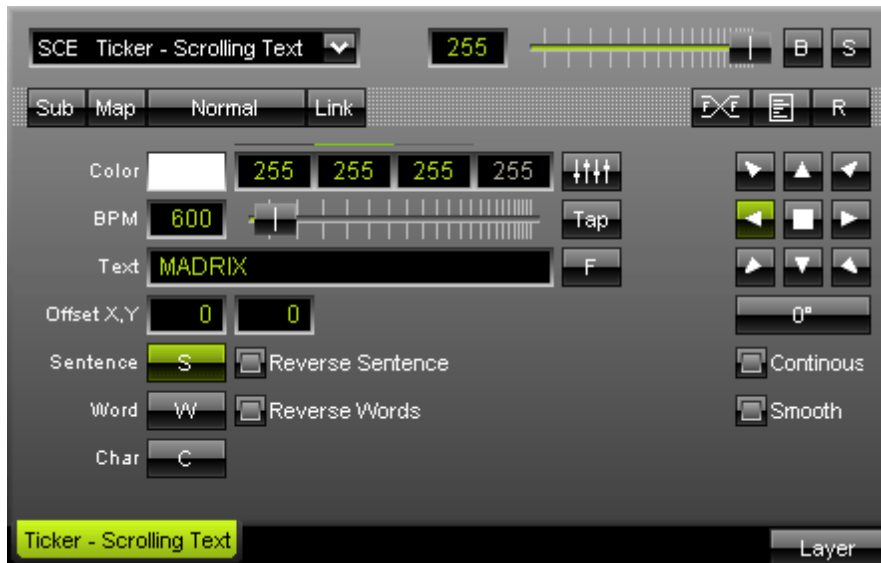 SCE Ticker - Scrolling Text 255 B S
Sub Map Normal Link R
Color 255 255 255 255
BPM 600 Tap
Text MADRIX F
Offset X,Y 0 0 0°
Sentence S Reverse Sentence Continous
Word W Reverse Words Smooth
Char C
Ticker - Scrolling Text Layer